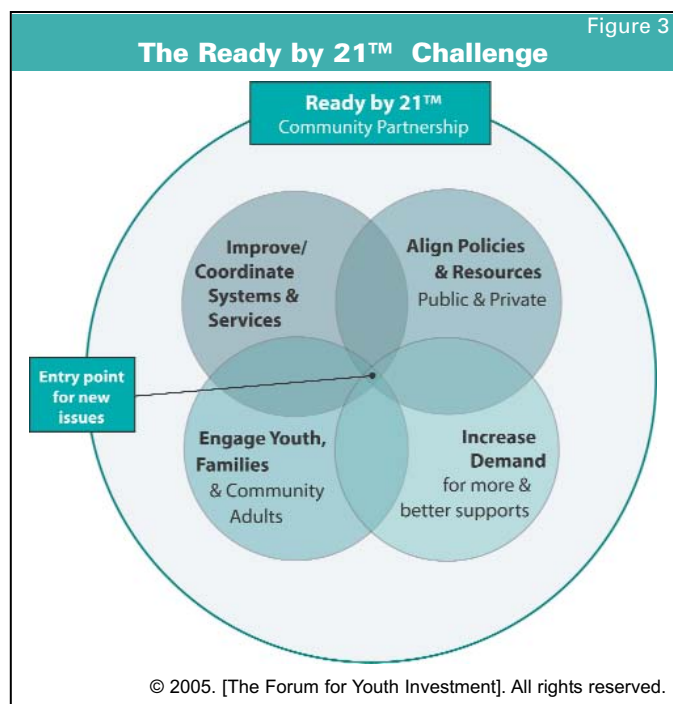 Figure 3
The Ready by 21™ Challenge
Ready by 21™
Community Partnership
Improve/
Coordinate
Systems &
Services
Align Policies
& Resources
Public & Private
Entry point
for new
issues
Engage Youth,
Families
& Community
Adults
Increase
Demand
for more &
better supports
© 2005. [The Forum for Youth Investment]. All rights reserved.